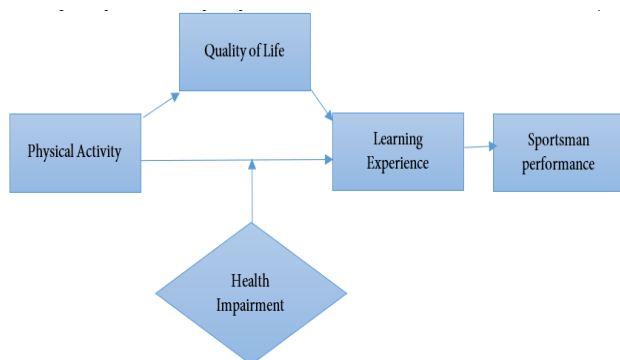 Quality of Life
Physical Activity
Learning
Experience
Sportsman
performance
Health
Impairment